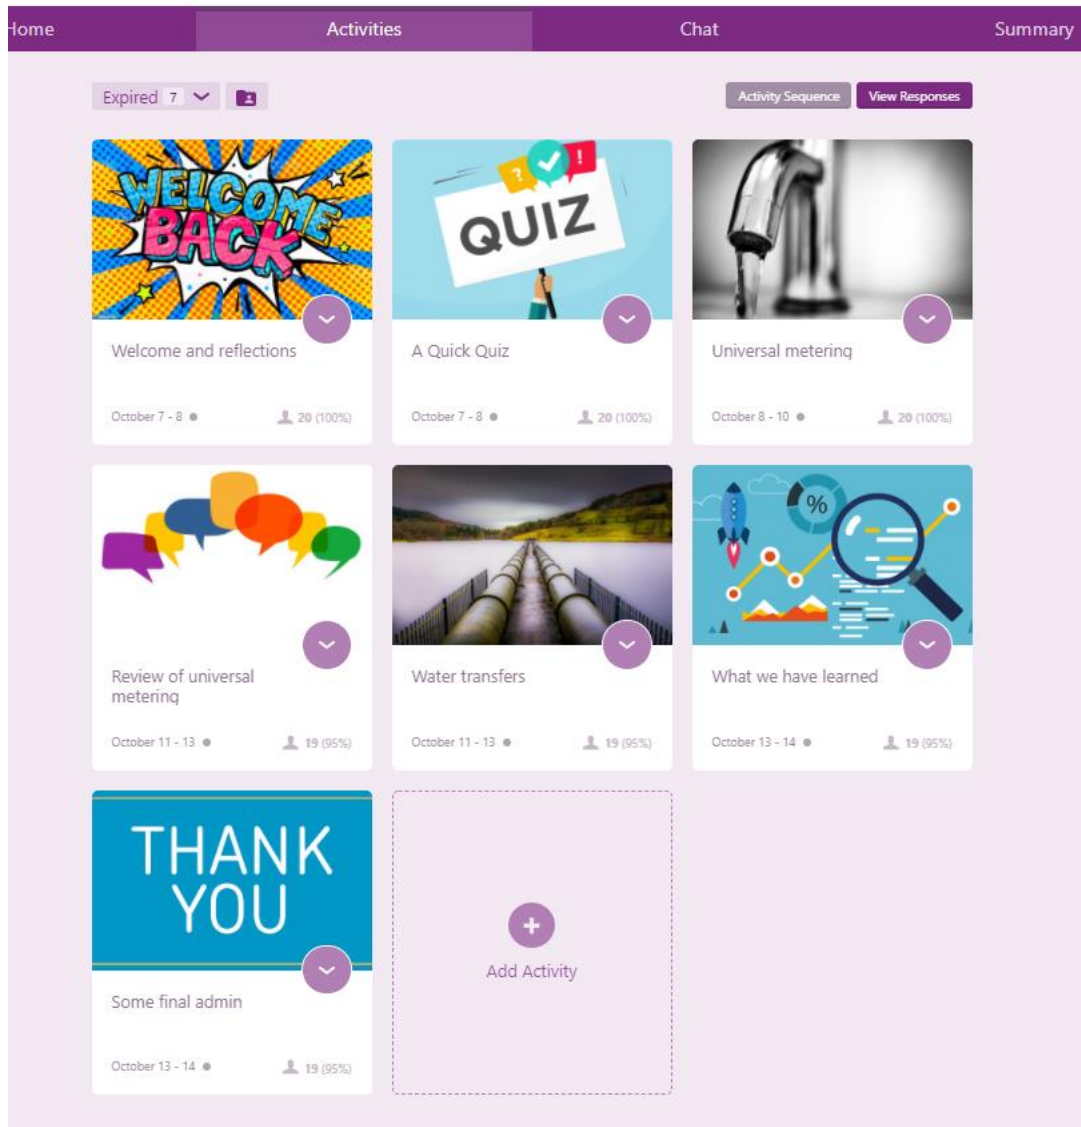 Home
Activities
Chat
Summary
Expired 7
Activity Sequence
View Responses
WELCOME
BACK
? !
QUIZ
Welcome and reflections
October 7 - 8
20 (100%)
A Quick Quiz
October 7 - 8
20 (100%)
Universal metering
October 8 - 10
20 (100%)
%
Review of universal
metering
October 11 - 13
19 (95%)
Water transfers
October 11 - 13
19 (95%)
What we have learned
October 13 - 14
19 (95%)
THANK
YOU
Some final admin
October 13 - 14
19 (95%)
+
Add Activity